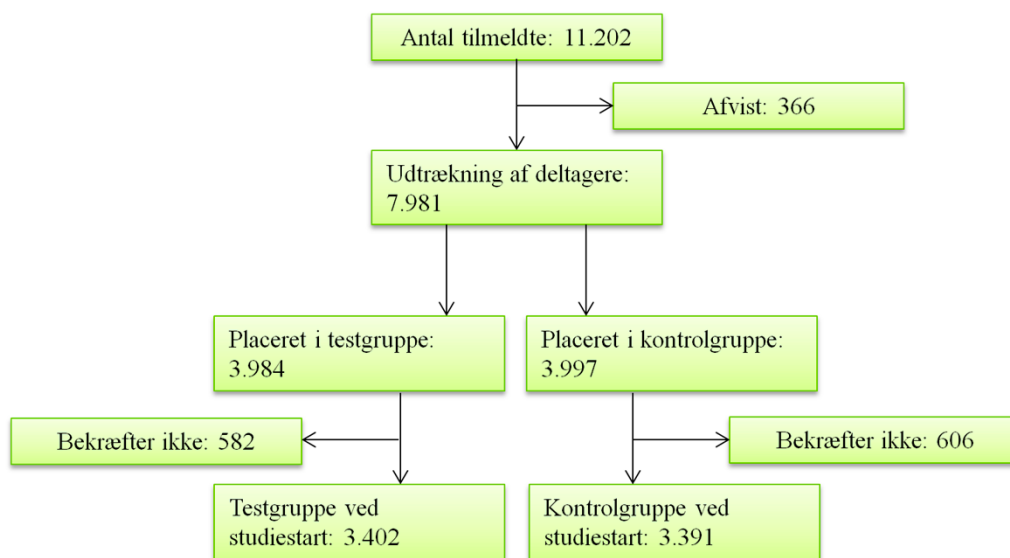 Antal tilmeldte: 11.202
Afvist: 366
Udtrækning af deltagere:
7.981
Placeret i testgruppe:
3.984
Placeret i kontrolgruppe:
3.997
Bekræfter ikke: 582
Bekræfter ikke: 606
Testgruppe ved
studiestart: 3.402
Kontrolgruppe ved
studiestart: 3.391